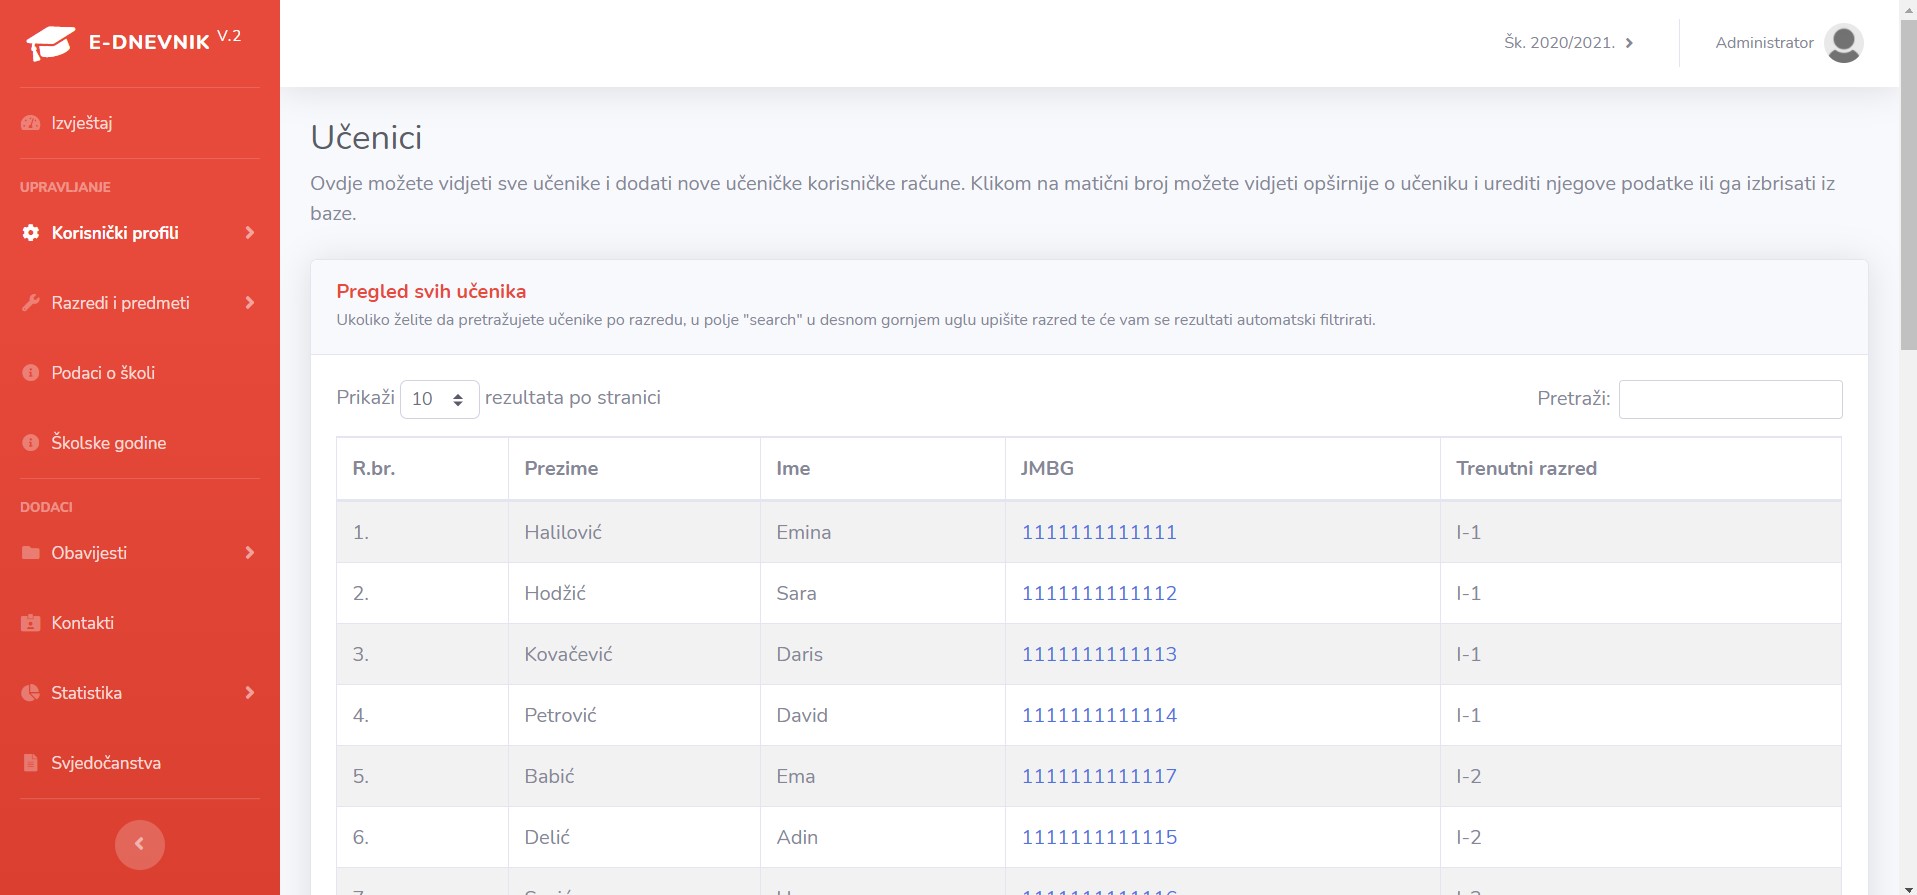 E-DNEVNIK V.2
Izvještaj
UPRAVLJANJE
Korisnički profili
Razredi i predmeti
Podaci o školi
Školske godine
DODACI
Obavijesti
Kontakti
Statistika
Svjedočanstva
Šk. 2020/2021.
Administrator
Učenici
Ovdje možete vidjeti sve učenike i dodati nove učeničke korisničke račune. Klikom na matični broj možete vidjeti opširnije o učeniku i urediti njegove podatke ili ga izbrisati iz
baze.
Pregled svih učenika
Ukoliko želite da pretražujete učenike po razredu, u polje "search" u desnom gornjem uglu upišite razred te će vam se rezultati automatski filtrirati.
Prikaži 10 rezultata po stranici
Pretraži:
R.br. Prezime Ime JMBG Trenutni razred
1. Halilović Emina 1111111111111 I-1
2. Hodžić Sara 1111111111112 I-1
3. Kovačević Daris 1111111111113 I-1
4. Petrović David 1111111111114 I-1
5. Babić Ema 1111111111117 I-2
6. Delić Adin 1111111111115 I-2